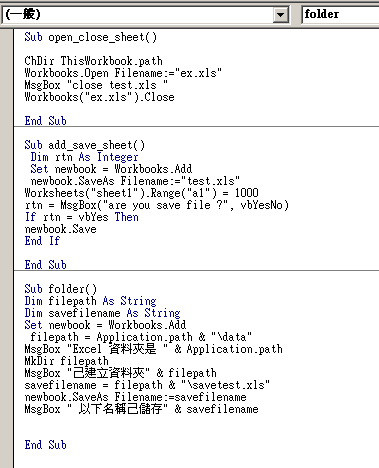 (一般) folder
Sub open_close_sheet()
ChDir ThisWorkbook.path
Workbooks.Open Filename:="ex.xls"
MsgBox "close test.xls "
Workbooks("ex.xls").Close
End Sub
Sub add_save_sheet()
Dim rtn As Integer
Set newbook = Workbooks.Add
newbook.SaveAs Filename:="test.xls"
Worksheets("sheet1").Range("a1") = 1000
rtn = MsgBox("are you save file ?", vbYesNo)
If rtn = vbYes Then
newbook.Save
End If
End Sub
Sub folder()
Dim filepath As String
Dim savefilename As String
Set newbook = Workbooks.Add
filepath = Application.path & "\data"
MsgBox "Excel 資料夾是 " & Application.path
MkDir filepath
MsgBox "己建立資料夾" & filepath
savefilename = filepath & "\savetest.xls"
newbook.SaveAs Filename:=savefilename
MsgBox " 以下名稱己儲存" & savefilename
End Sub